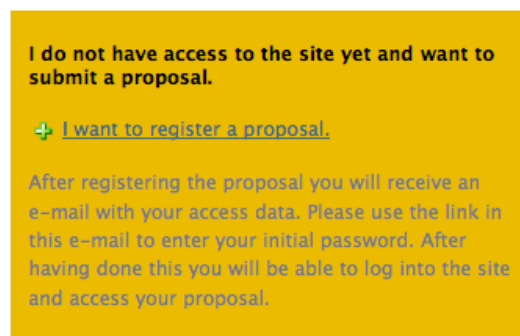 I do not have access to the site yet and want to
submit a proposal.
I want to register a proposal.
After registering the proposal you will receive an
e-mail with your access data. Please use the link in
this e-mail to enter your initial password. After
having done this you will be able to log into the site
and access your proposal.